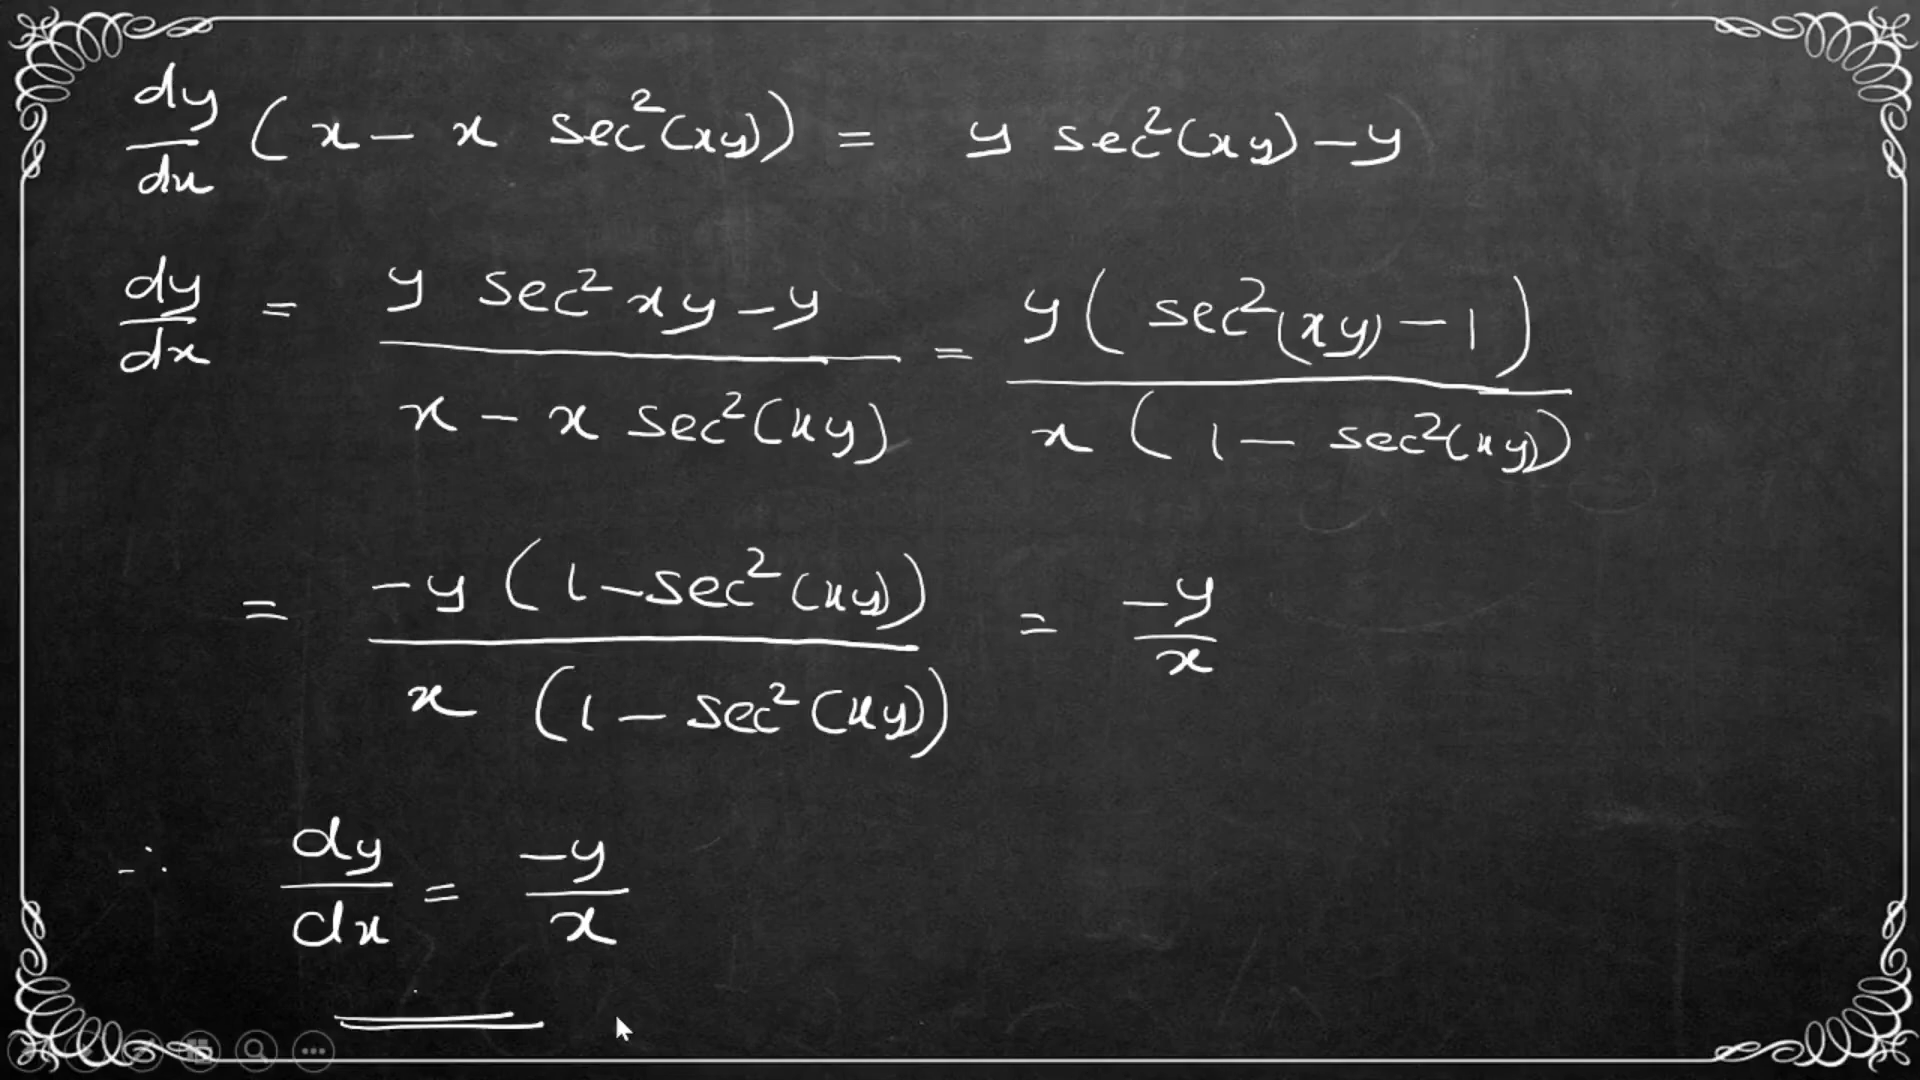 dy/dx (x - x sec²(xy)) = y sec²(xy) - y
dy/dx = (y sec² xy - y)/(x - x sec²(xy)) = y(sec²(xy) - 1)/x(1 - sec²(xy))
= -y(1 - sec²(xy))/x(1 - sec²(xy)) = -y/x
∴ dy/dx = -y/x